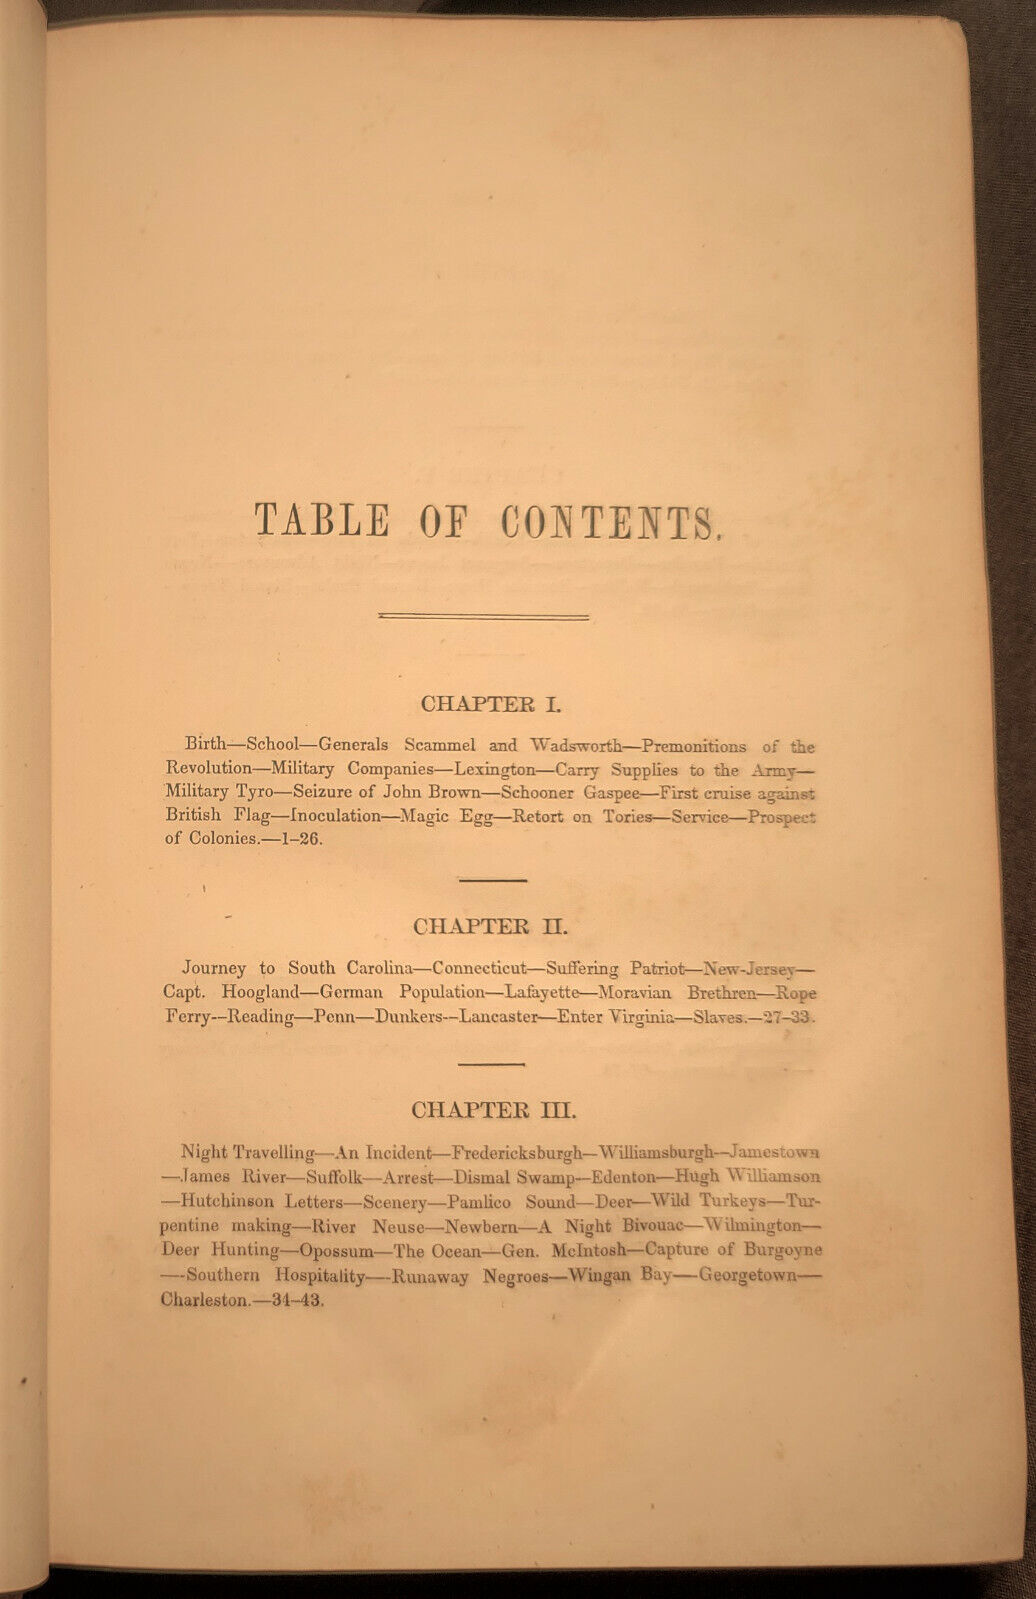 TABLE OF CONTENTS.
CHAPTER I.
Birth—School—Generals Scammel and Wadsworth—Premonitions of the
Revolution—Military Companies—Lexington—Carry Supplies to the Army—
Military Tyro—Seizure of John Brown—Schooner Gaspee—First cruise against
British Flag—Inoculation—Magic Egg—Retort on Tories—Service—Prospect
of Colonies.—1–26.
CHAPTER II.
Journey to South Carolina—Connecticut—Suffering Patriot—New-Jersey—
Capt. Hoogland—German Population—Lafayette—Moravian Brethren—Rope
Ferry—Reading—Penn—Dunkers—Lancaster—Enter Virginia—Slaves.—27–33.
CHAPTER III.
Night Travelling—An Incident—Fredericksburgh—Williamsburgh—Jamestown
—James River—Suffolk—Arrest—Dismal Swamp—Edenton—Hugh Williamson
—Hutchinson Letters—Scenery—Pamlico Sound—Deer—Wild Turkeys—Tur-
pentine making—River Neuse—Newbern—A Night Bivouac—Wilmington—
Deer Hunting—Opossum—The Ocean—Gen. McIntosh—Capture of Burgoyne
—Southern Hospitality—Runaway Negroes—Wingan Bay—Georgetown—
Charleston.—34–43.